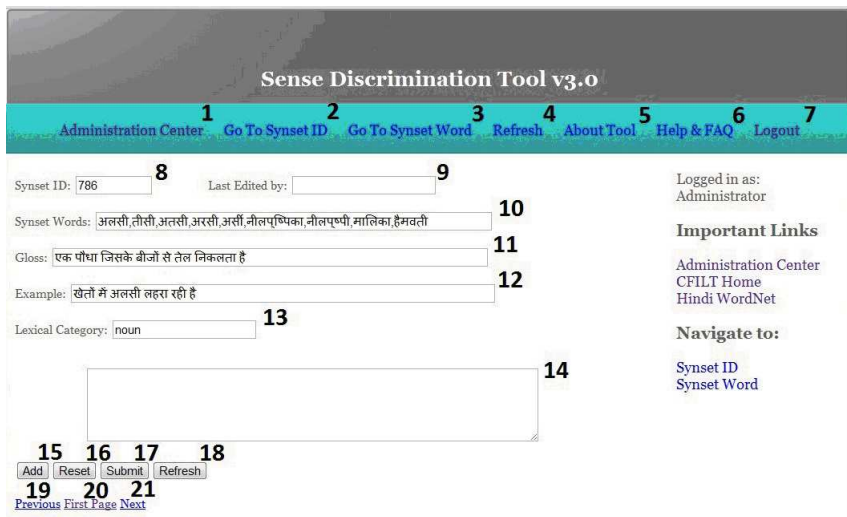 Sense Discrimination Tool v3.0
1 2 3 4 5 6 7
Administration Center Go To Synset ID Go To Synset Word Refresh About Tool Help & FAQ Logout
Synset ID: 786 8 Last Edited by: 9
Synset Words: अलसी,तीसी,अतसी,अरसी,अर्सी,नीलपुष्पिका,नीलपुष्पी,मालिका,हैमवती 10
Gloss: एक पौधा जिसके बीजों से तेल निकलता है 11
Example: खेतों में अलसी लहरा रही है 12
Lexical Category: noun 13
14
15 16 17 18
Add Reset Submit Refresh
19 20 21
Previous First Page Next
Logged in as:
Administrator
Important Links
Administration Center
CFILT Home
Hindi WordNet
Navigate to:
Synset ID
Synset Word